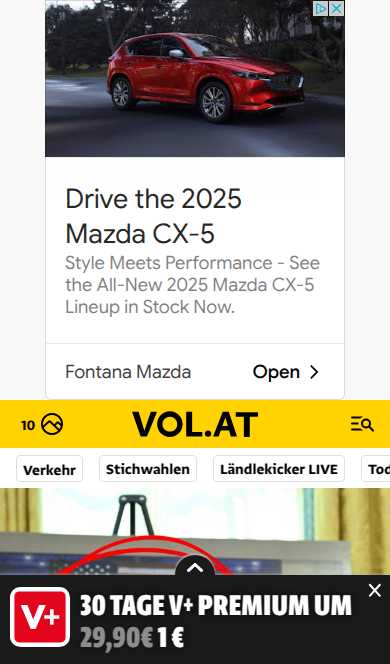 Drive the 2025
Mazda CX-5
Style Meets Performance - See
the All-New 2025 Mazda CX-5
Lineup in Stock Now.
Fontana Mazda
Open
10
VOL.AT
Verkehr
Stichwahlen
Ländlekicker LIVE
Tod
V+
30 TAGE V+ PREMIUM UM
29,90€ 1 €